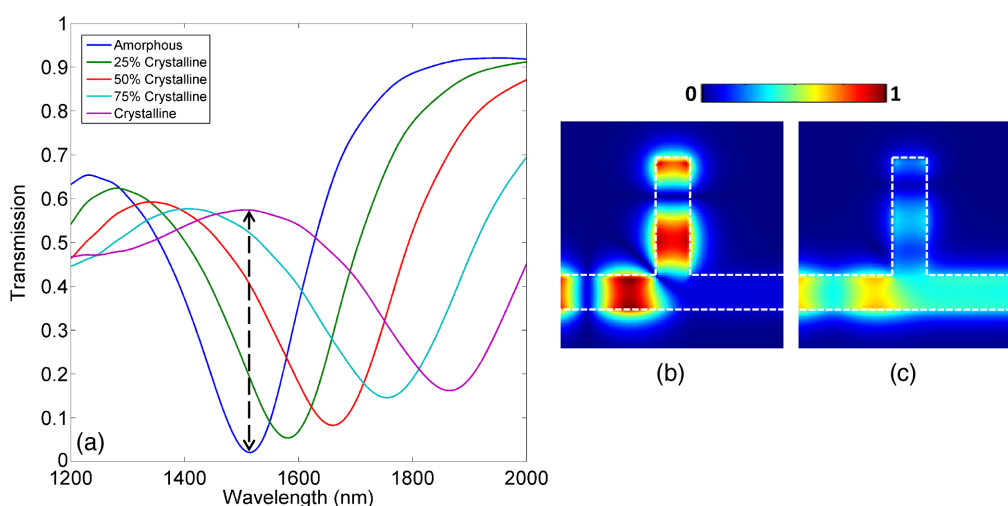 1
0.9
0.8
0.7
0.6
0.5
0.4
0.3
0.2
0.1
0
Transmission
Amorphous
25% Crystalline
50% Crystalline
75% Crystalline
Crystalline
(a)
1200
1400
1600
1800
2000
Wavelength (nm)
0
1
(b)
(c)